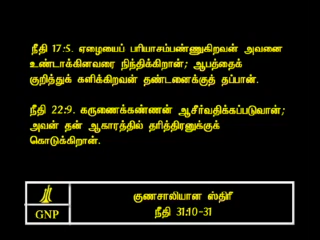 நீதி 17:5. ஏழையைப் பரியாசம்பண்ணுகிறவன் அவனை
உண்டாக்கினவரை நிந்திக்கிறான்; ஆபத்தைக்
குறித்துக் களிக்கிறவன் தண்டனைக்குத் தப்பான்.
நீதி 22:9. கருணைக்கண்ணன் ஆசீர்வதிக்கப்படுவான்;
அவன் தன் ஆகாரத்தில் தரித்திரனுக்குக்
கொடுக்கிறான்.
குணசாலியான ஸ்திரீ
நீதி 31:10-31
GNP